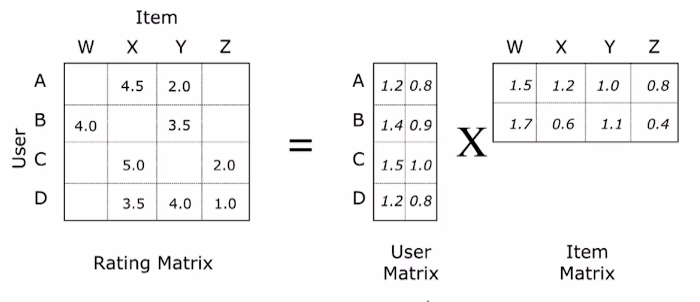 Item
W X Y Z W X Y Z
A 4.5 2.0 A 1.2 0.8 1.5 1.2 1.0 0.8
B 4.0 3.5 B 1.4 0.9 1.7 0.6 1.1 0.4
User
= X
C 5.0 2.0 C 1.5 1.0
D 3.5 4.0 1.0 D 1.2 0.8
Rating Matrix
User
Matrix
Item
Matrix